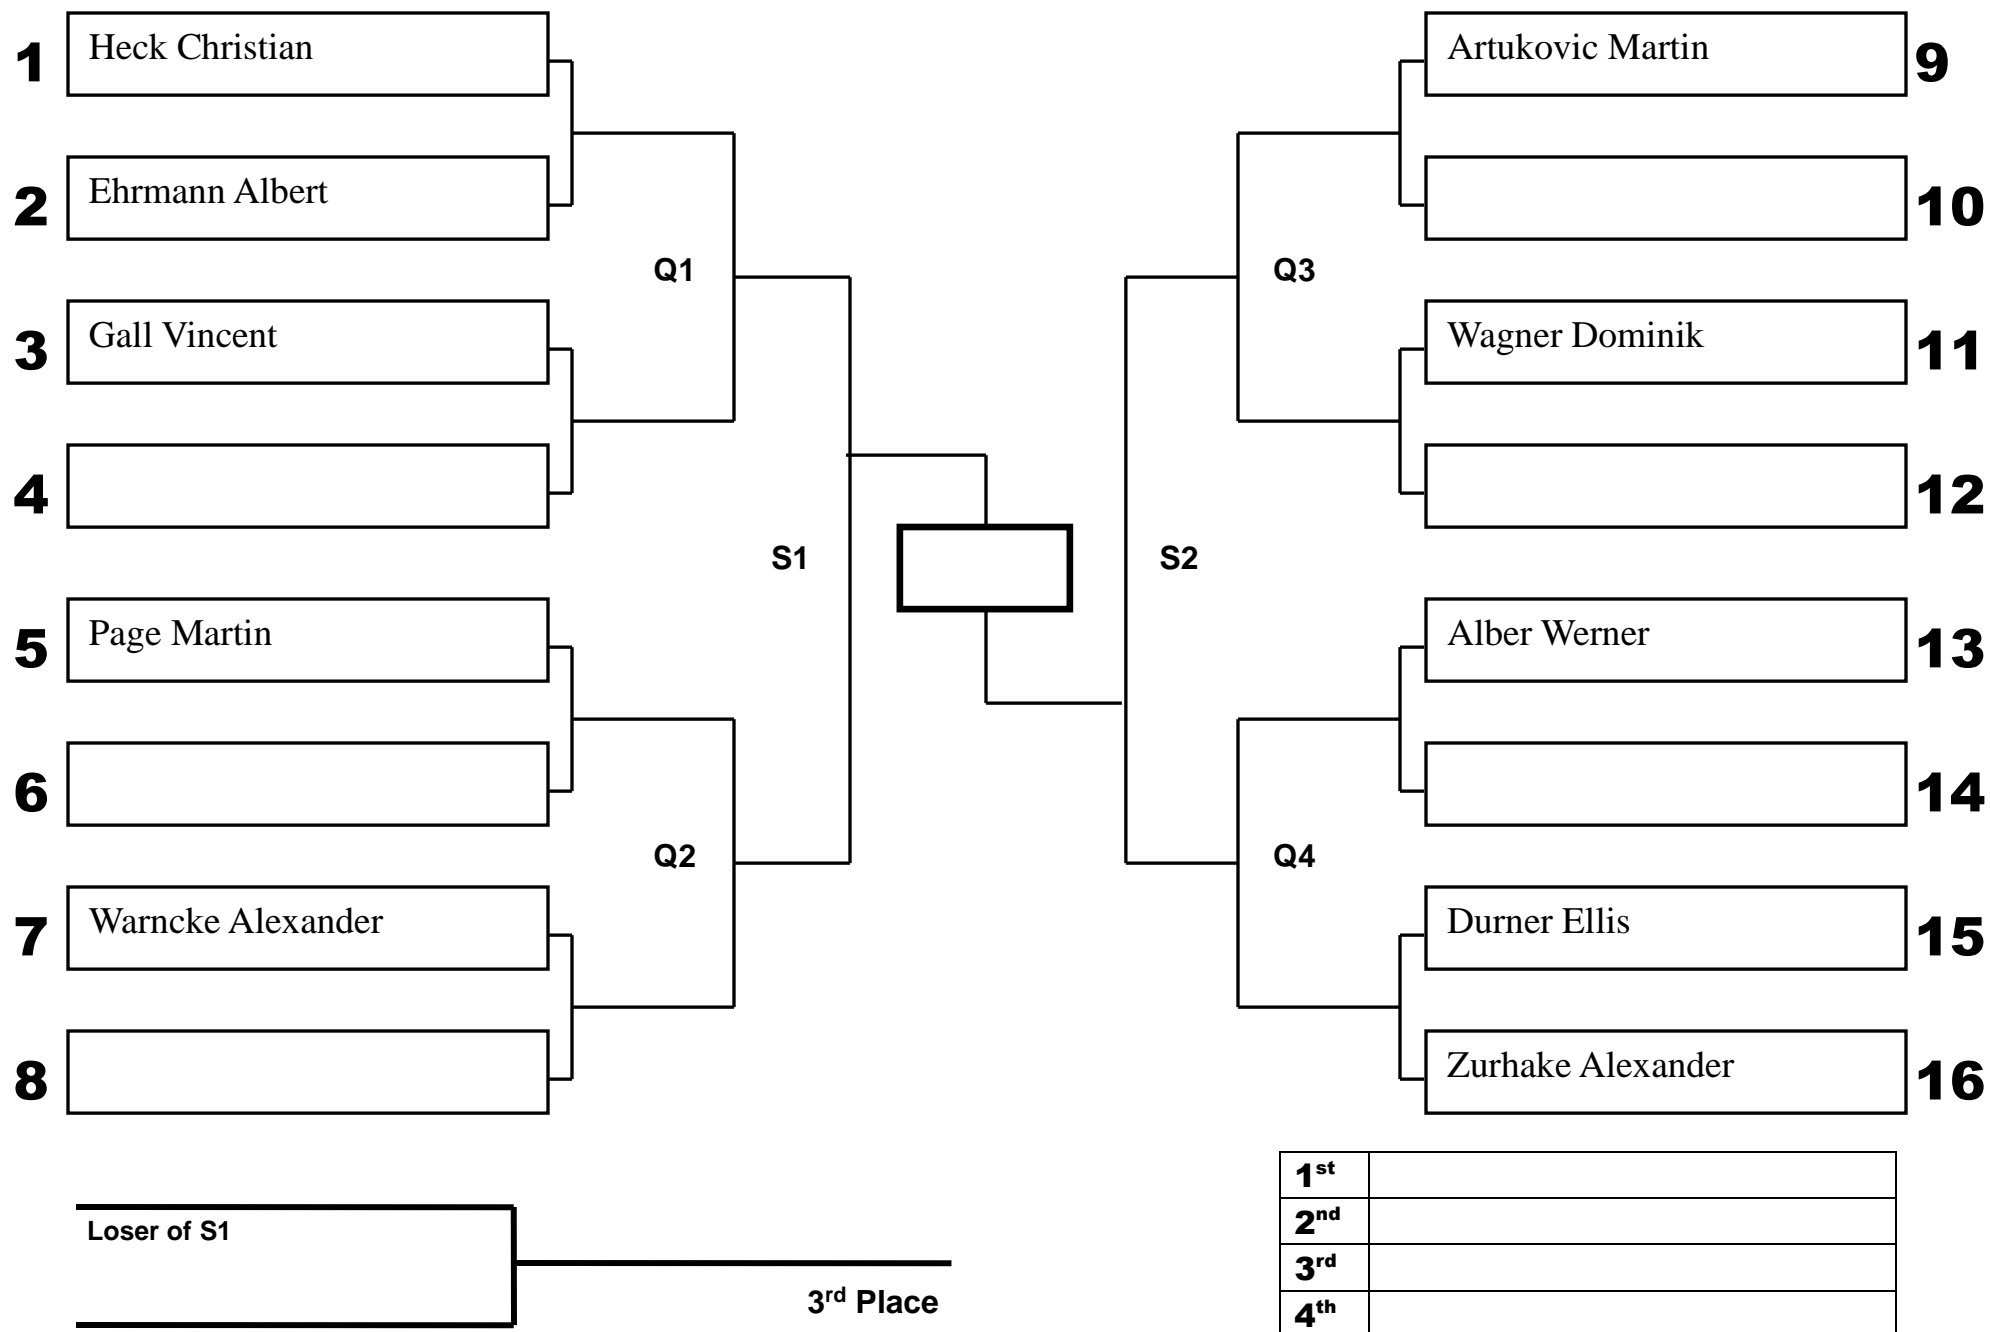 1 Heck Christian
2 Ehrmann Albert
Q1
3 Gall Vincent
4
S1
5 Page Martin
6
Q2
7 Warncke Alexander
8
Artukovic Martin 9
10
Q3
Wagner Dominik 11
12
S2
Alber Werner 13
14
Q4
Durner Ellis 15
Zurhake Alexander 16
Loser of S1
3rd Place
1st
2nd
3rd
4th